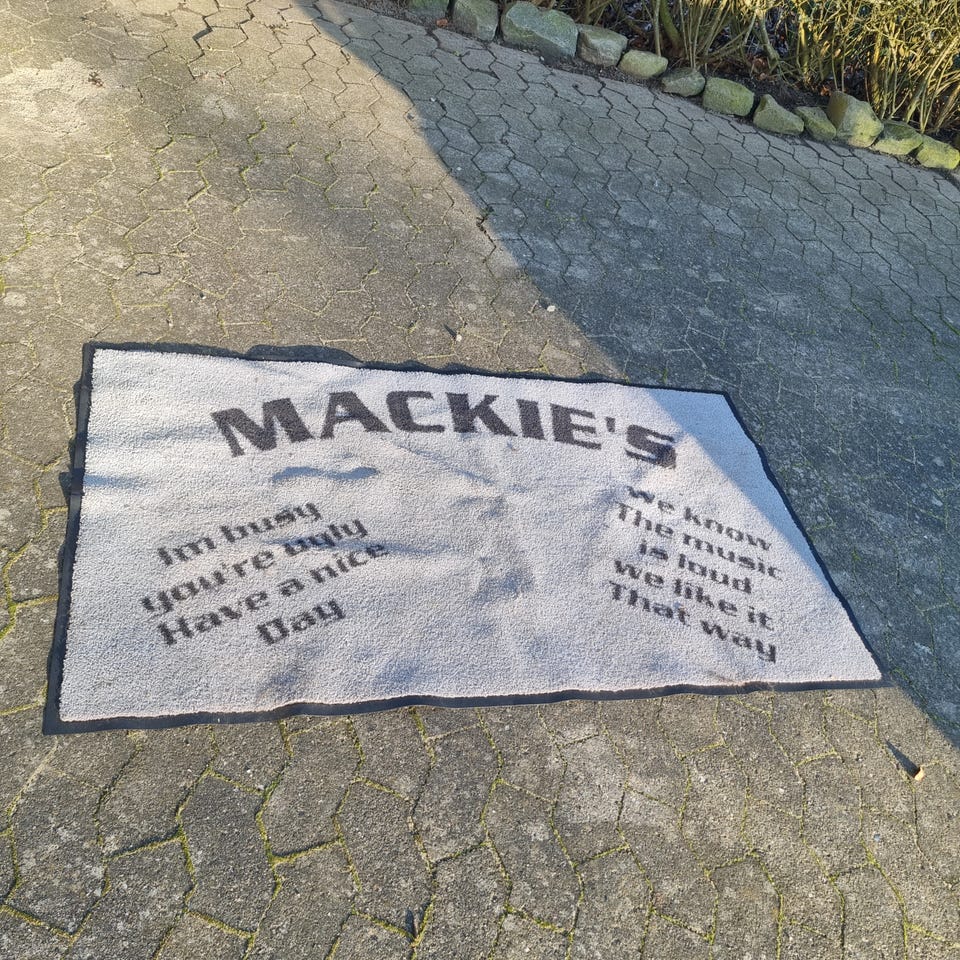 MACKIE'S
Im busy
you're ugly
Have a nice
Day
We know
The music
is loud
we like it
That way